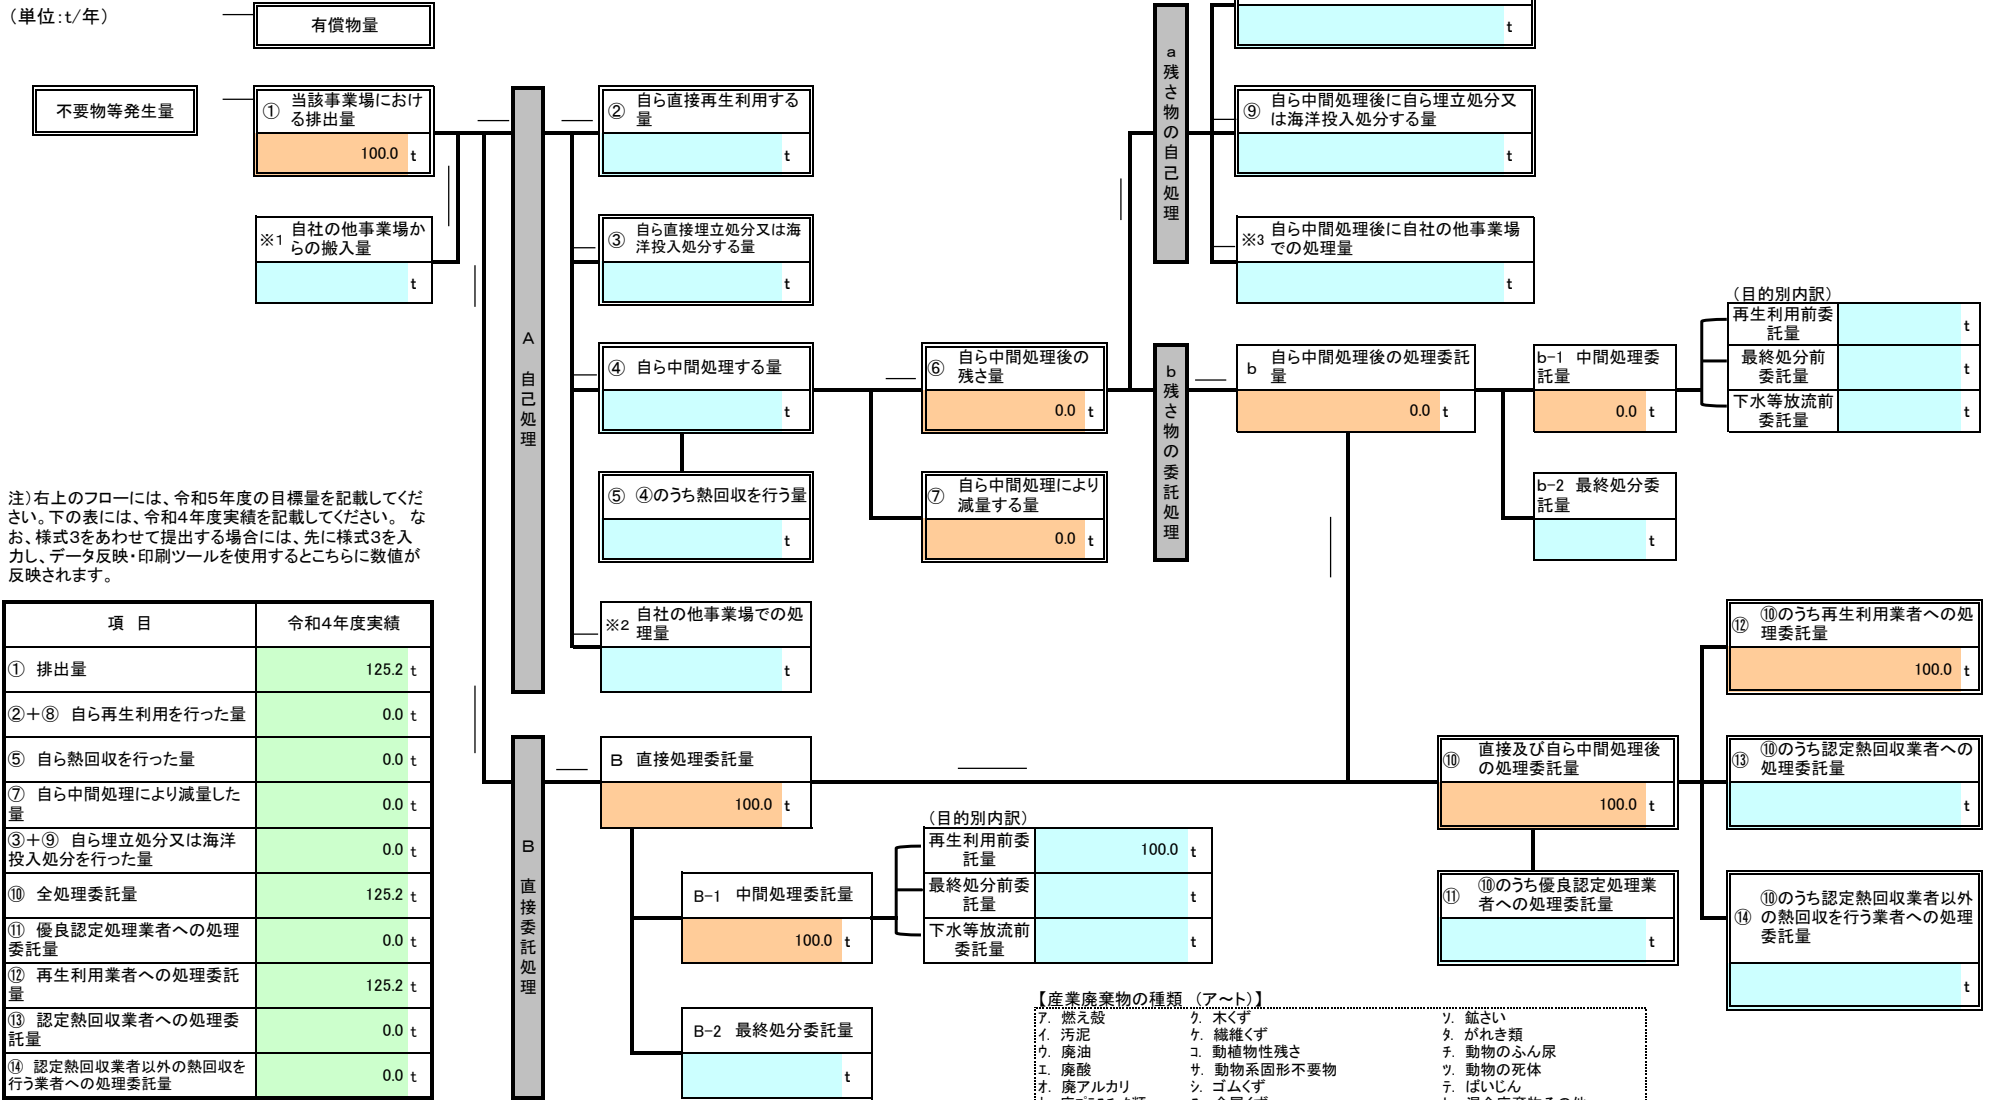 （単位:t/年）
有償物量
t
不要物等発生量
① 当該事業場におけ
る排出量
100.0 t
※1 自社の他事業場か
らの搬入量
t
A 自己処理
② 自ら直接再生利用する
量
t
③ 自ら直接埋立処分又は海
洋投入処分する量
t
④ 自ら中間処理する量
t
⑤ ④のうち熱回収を行う量
t
※2 自社の他事業場での処
理量
t
⑥ 自ら中間処理後の
残さ量
0.0 t
⑦ 自ら中間処理により
減量する量
0.0 t
a 残さ物の自己処理
⑨ 自ら中間処理後に自ら埋立処分又
は海洋投入処分する量
t
※3 自ら中間処理後に自社の他事業場
での処理量
t
b 残さ物の委託処理
b 自ら中間処理後の処理委託
量
0.0 t
b-1 中間処理委
託量
0.0 t
（目的別内訳）
再生利用前委
託量
t
最終処分前
委託量
t
下水等放流前
委託量
t
b-2 最終処分委
託量
t
注）右上のフローには、令和5年度の目標量を記載してくだ
さい。下の表には、令和4年度実績を記載してください。 な
お、様式3をあわせて提出する場合には、先に様式3を入
力し、データ反映・印刷ツールを使用するとこちらに数値が
反映されます。
項 目 令和4年度実績
① 排出量 125.2 t
②＋⑧ 自ら再生利用を行った量 0.0 t
⑤ 自ら熱回収を行った量 0.0 t
⑦ 自ら中間処理により減量した
量 0.0 t
③＋⑨ 自ら埋立処分又は海洋
投入処分を行った量 0.0 t
⑩ 全処理委託量 125.2 t
⑪ 優良認定処理業者への処理
委託量 0.0 t
⑫ 再生利用業者への処理委託
量 125.2 t
⑬ 認定熱回収業者への処理委
託量 0.0 t
⑭ 認定熱回収業者以外の熱回収を
行う業者への処理委託量 0.0 t
B 直接委託処理
B 直接処理委託量
100.0 t
B-1 中間処理委託量
100.0 t
（目的別内訳）
再生利用前委
託量
100.0 t
最終処分前委
託量
t
下水等放流前
委託量
t
B-2 最終処分委託量
t
⑩ 直接及び自ら中間処理後
の処理委託量
100.0 t
⑪ ⑩のうち優良認定処理業
者への処理委託量
t
⑫ ⑩のうち再生利用業者への処
理委託量
100.0 t
⑬ ⑩のうち認定熱回収業者への
処理委託量
t
⑭ ⑩のうち認定熱回収業者以外
の熱回収を行う業者への処理
委託量
t
【産業廃棄物の種類 （ア～ト）】
ｱ. 燃え殻 ｸ. 木くず ｿ. 鉱さい
ｲ. 汚泥 ｹ. 繊維くず ﾀ. がれき類
ｳ. 廃油 ｺ. 動植物性残さ ﾁ. 動物のふん尿
ｴ. 廃酸 ｻ. 動物系固形不要物 ﾂ. 動物の死体
ｵ. 廃アルカリ ｼ. ゴムくず ﾃ. ばいじん